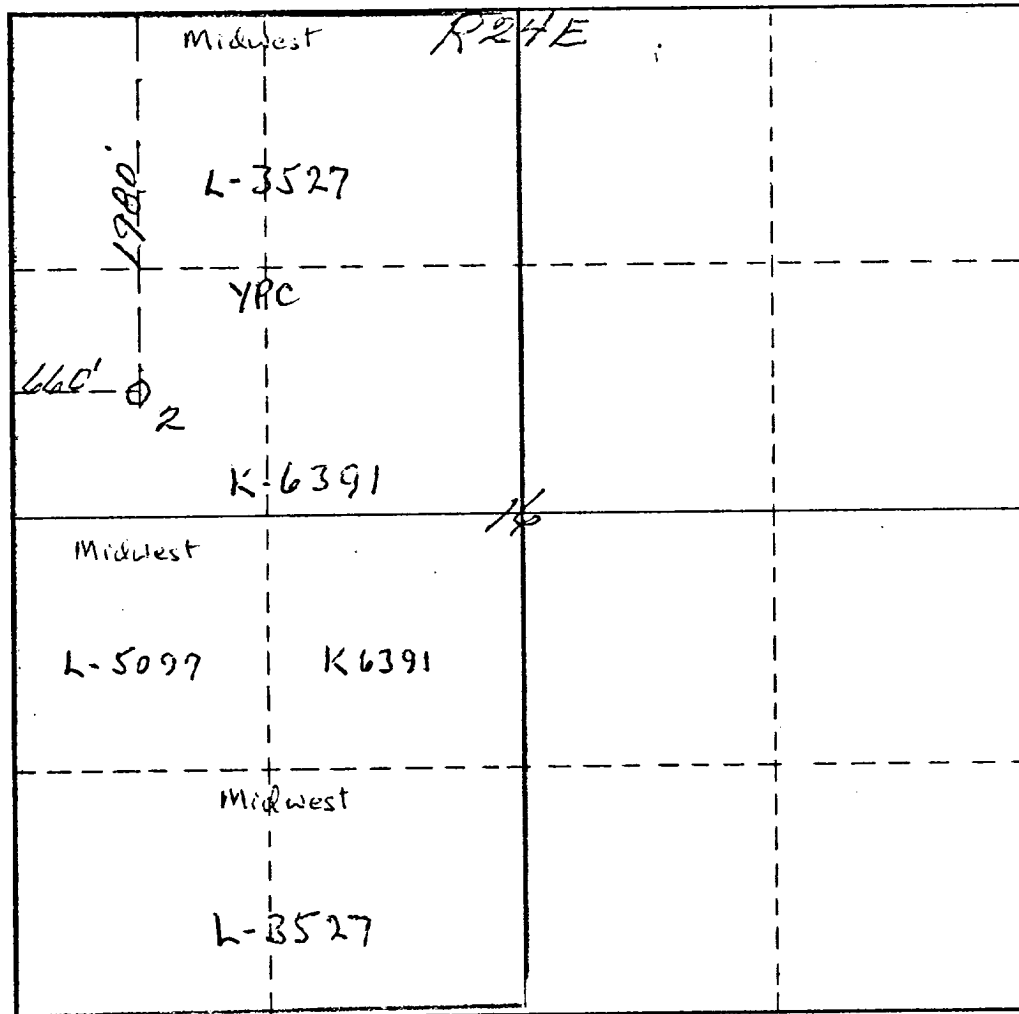 Midwest R24E
1980'
L-3527
YPC
660'
2
K-6391
16
Midwest
L-5097 K6391
Midwest
L-3527